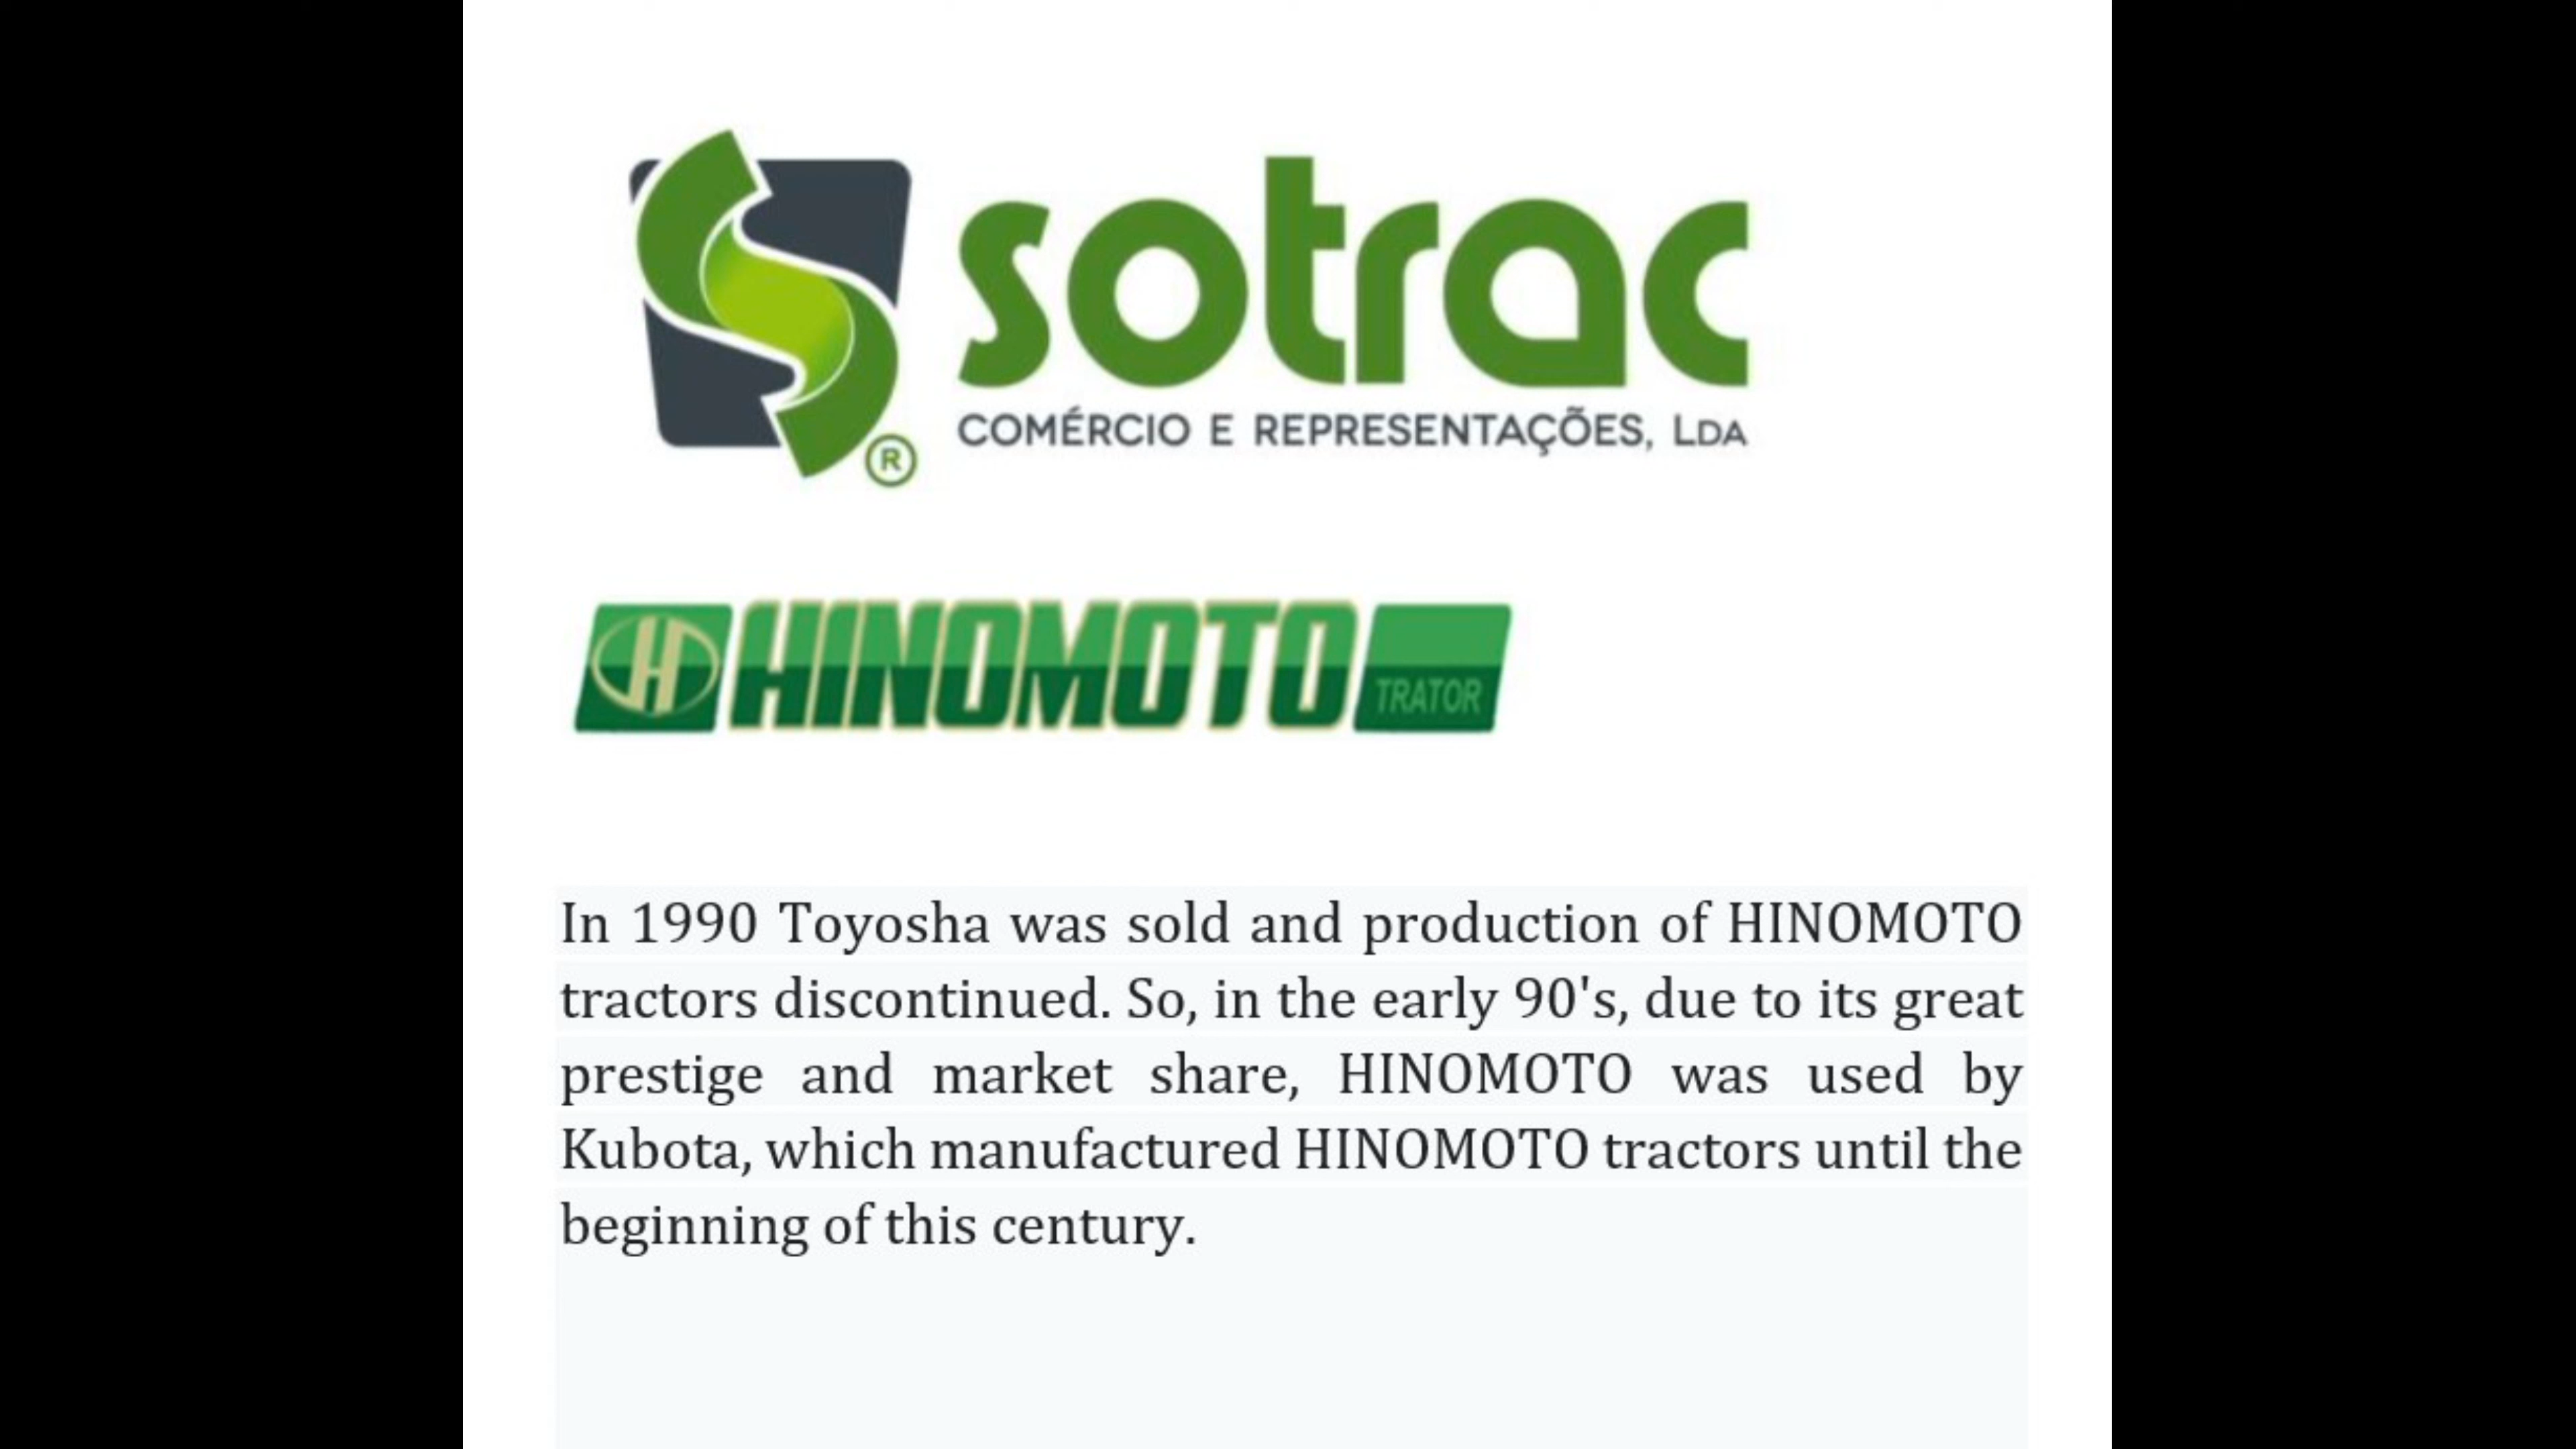 sotrac
COMÉRCIO E REPRESENTAÇÕES, LDA
®
H HINOMOTO TRATOR
In 1990 Toyosha was sold and production of HINOMOTO
tractors discontinued. So, in the early 90's, due to its great
prestige and market share, HINOMOTO was used by
Kubota, which manufactured HINOMOTO tractors until the
beginning of this century.